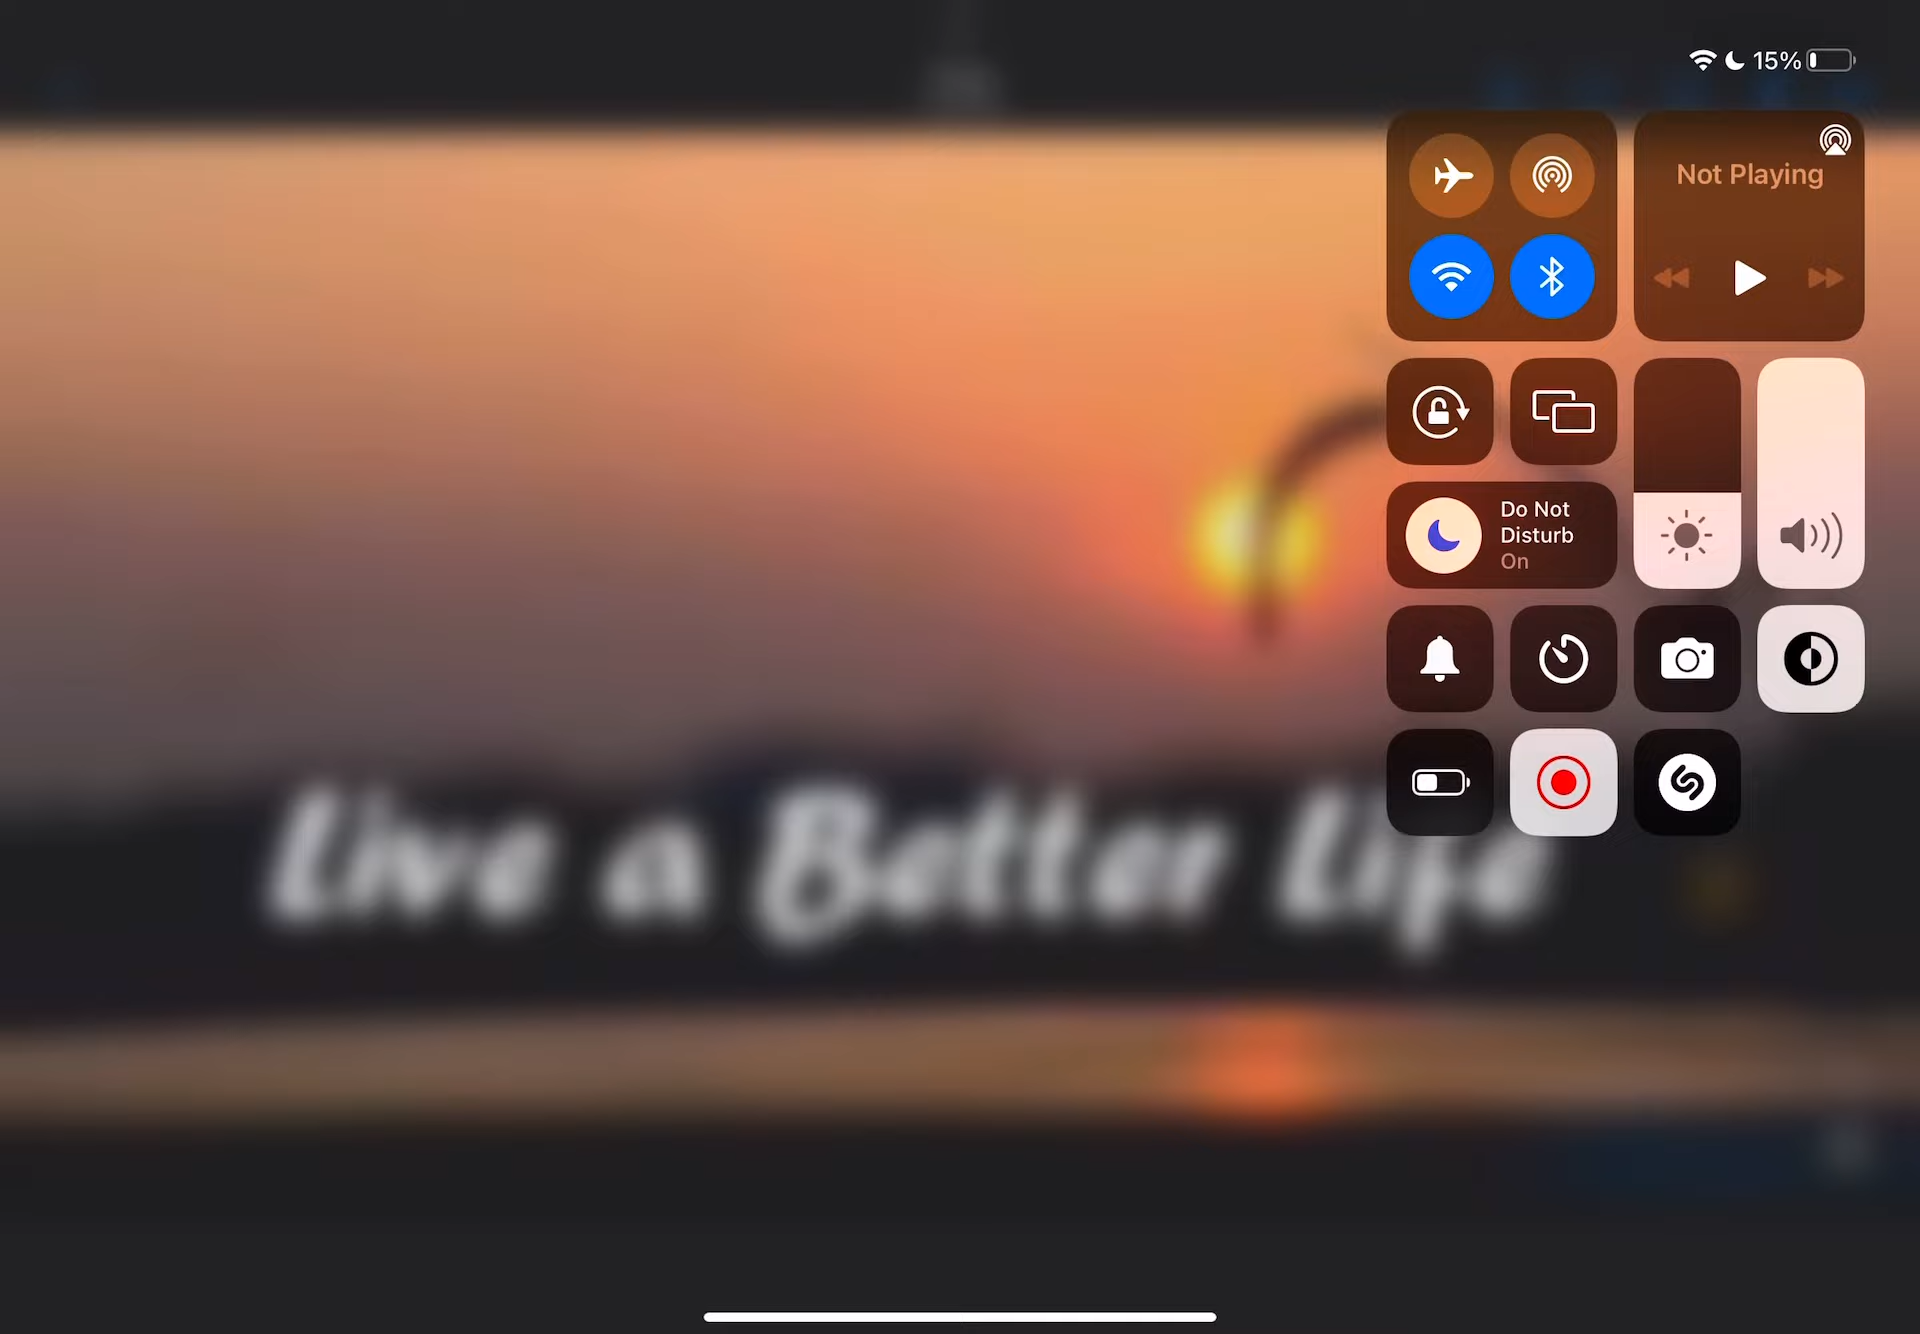 15%
Not Playing
Do Not
Disturb
On
Live a Better Life